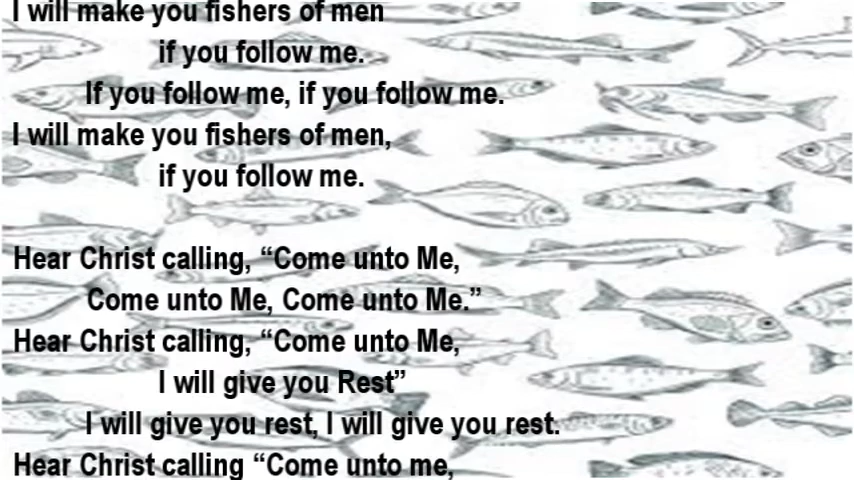 I will make you fishers of men
if you follow me.
If you follow me, if you follow me.
I will make you fishers of men,
if you follow me.
Hear Christ calling, “Come unto Me,
Come unto Me, Come unto Me.”
Hear Christ calling, “Come unto Me,
I will give you Rest”
I will give you rest, I will give you rest.
Hear Christ calling “Come unto me,